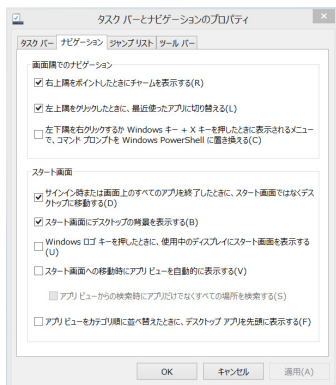 タスク バーとナビゲーションのプロパティ
タスク バー ナビゲーション ジャンプ リスト ツール バー
画面隅でのナビゲーション
右上隅をポイントしたときにチャームを表示する(R)
左上隅をクリックしたときに、最近使ったアプリに切り替える(L)
左下隅を右クリックするか Windows キー + X キーを押したときに表示されるメニュー
で、コマンド プロンプトを Windows PowerShell に置き換える(C)
スタート画面
サインイン時または画面上のすべてのアプリを終了したときに、スタート画面ではなくデス
クトップに移動する(D)
スタート画面にデスクトップの背景を表示する(B)
Windows ロゴ キーを押したときに、使用中のディスプレイにスタート画面を表示する
(U)
スタート画面への移動時にアプリ ビューを自動的に表示する(V)
アプリ ビューからの検索時にアプリだけでなくすべての場所を検索する(S)
アプリ ビューをカテゴリ順に並べ替えたときに、デスクトップ アプリを先頭に表示する(F)
OK キャンセル 適用(A)